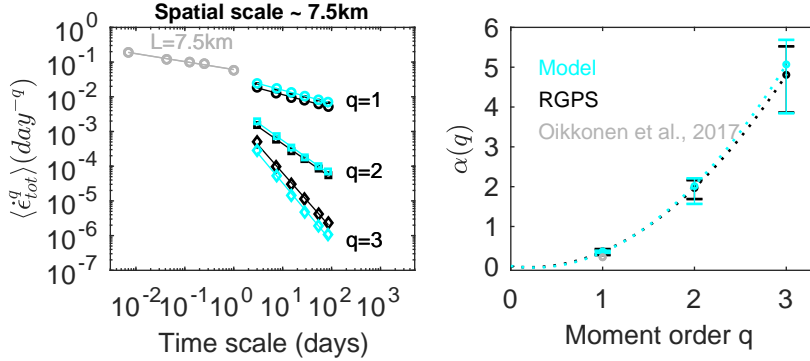 Spatial scale ~ 7.5km
L=7.5km
q=1
q=2
q=3
10^0
10^-1
10^-2
10^-3
10^-4
10^-5
10^-6
10^-7
⟨ε̇^q_tot⟩(day^-q)
10^-2 10^-1 10^0 10^1 10^2 10^3
Time scale (days)
Model
RGPS
Oikkonen et al., 2017
6
5
4
3
2
1
0
α(q)
0 1 2 3
Moment order q